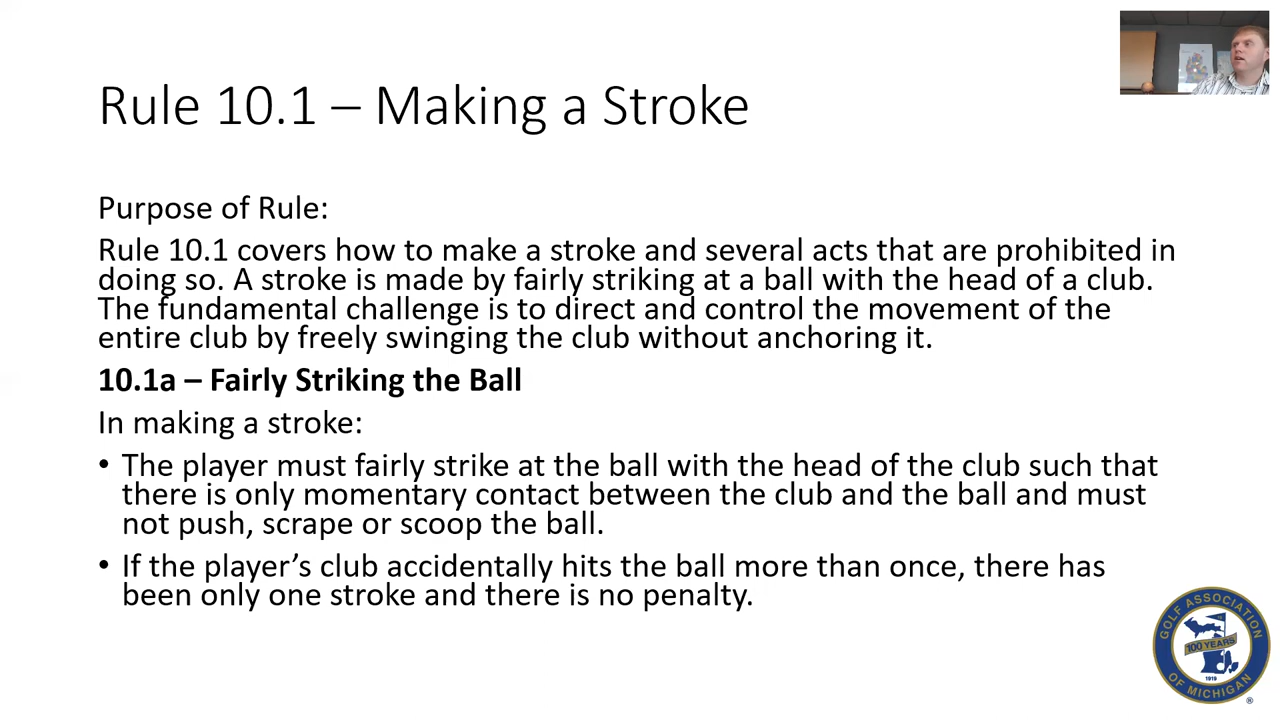 Rule 10.1 – Making a Stroke
Purpose of Rule:
Rule 10.1 covers how to make a stroke and several acts that are prohibited in
doing so. A stroke is made by fairly striking at a ball with the head of a club.
The fundamental challenge is to direct and control the movement of the
entire club by freely swinging the club without anchoring it.
10.1a – Fairly Striking the Ball
In making a stroke:
• The player must fairly strike at the ball with the head of the club such that
there is only momentary contact between the club and the ball and must
not push, scrape or scoop the ball.
• If the player’s club accidentally hits the ball more than once, there has
been only one stroke and there is no penalty.
GOLF ASSOCIATION
100 YEARS
1919
OF MICHIGAN
®